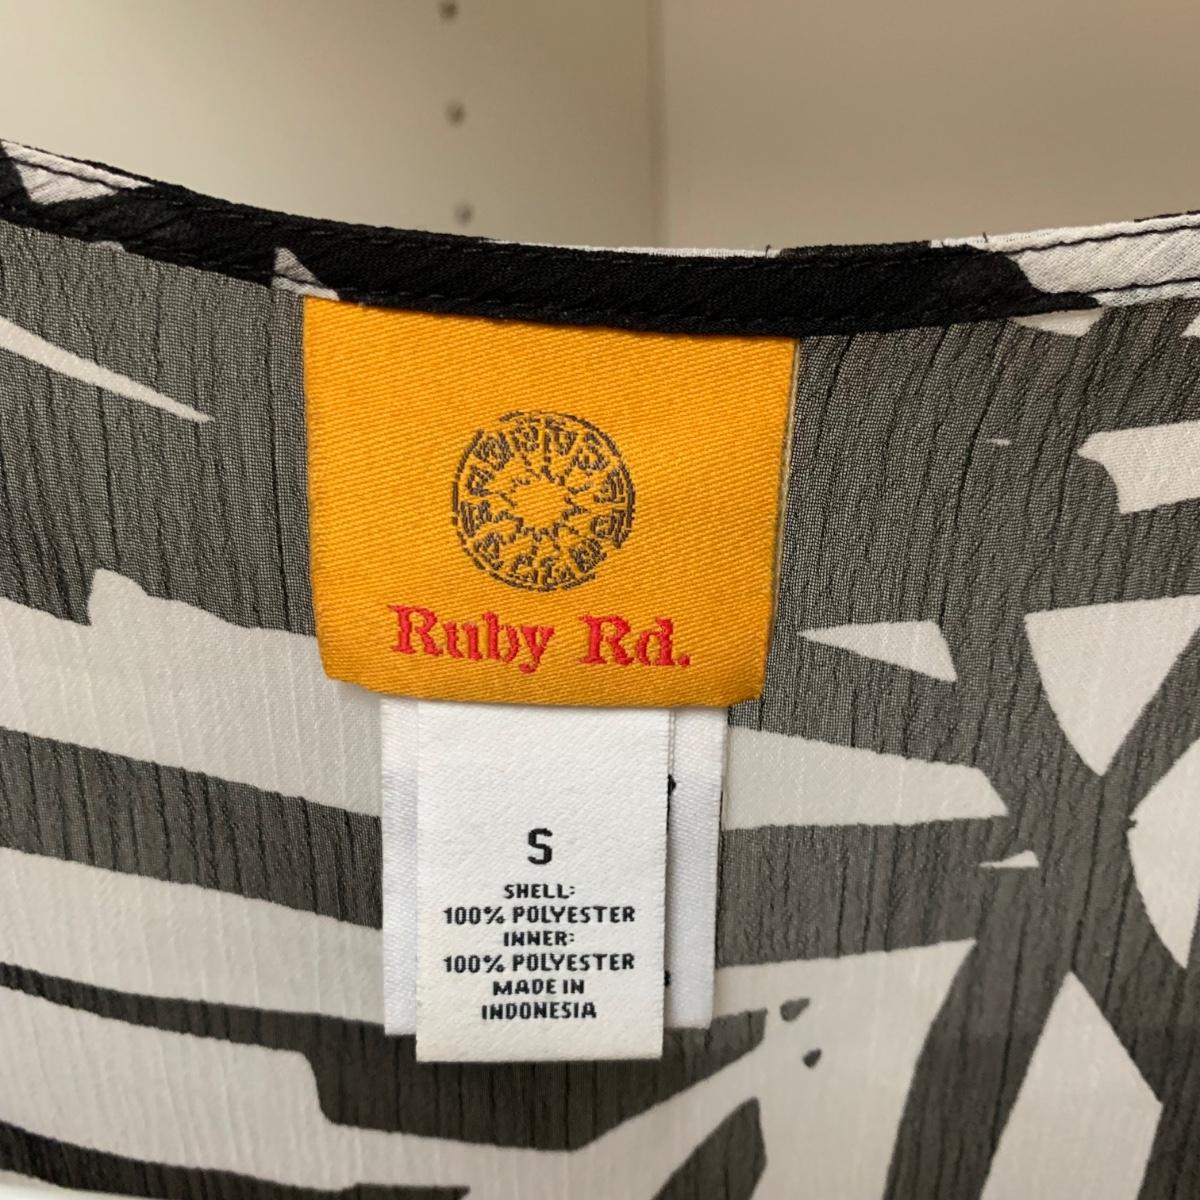 Ruby Rd.
S
SHELL:
100% POLYESTER
INNER:
100% POLYESTER
MADE IN
INDONESIA